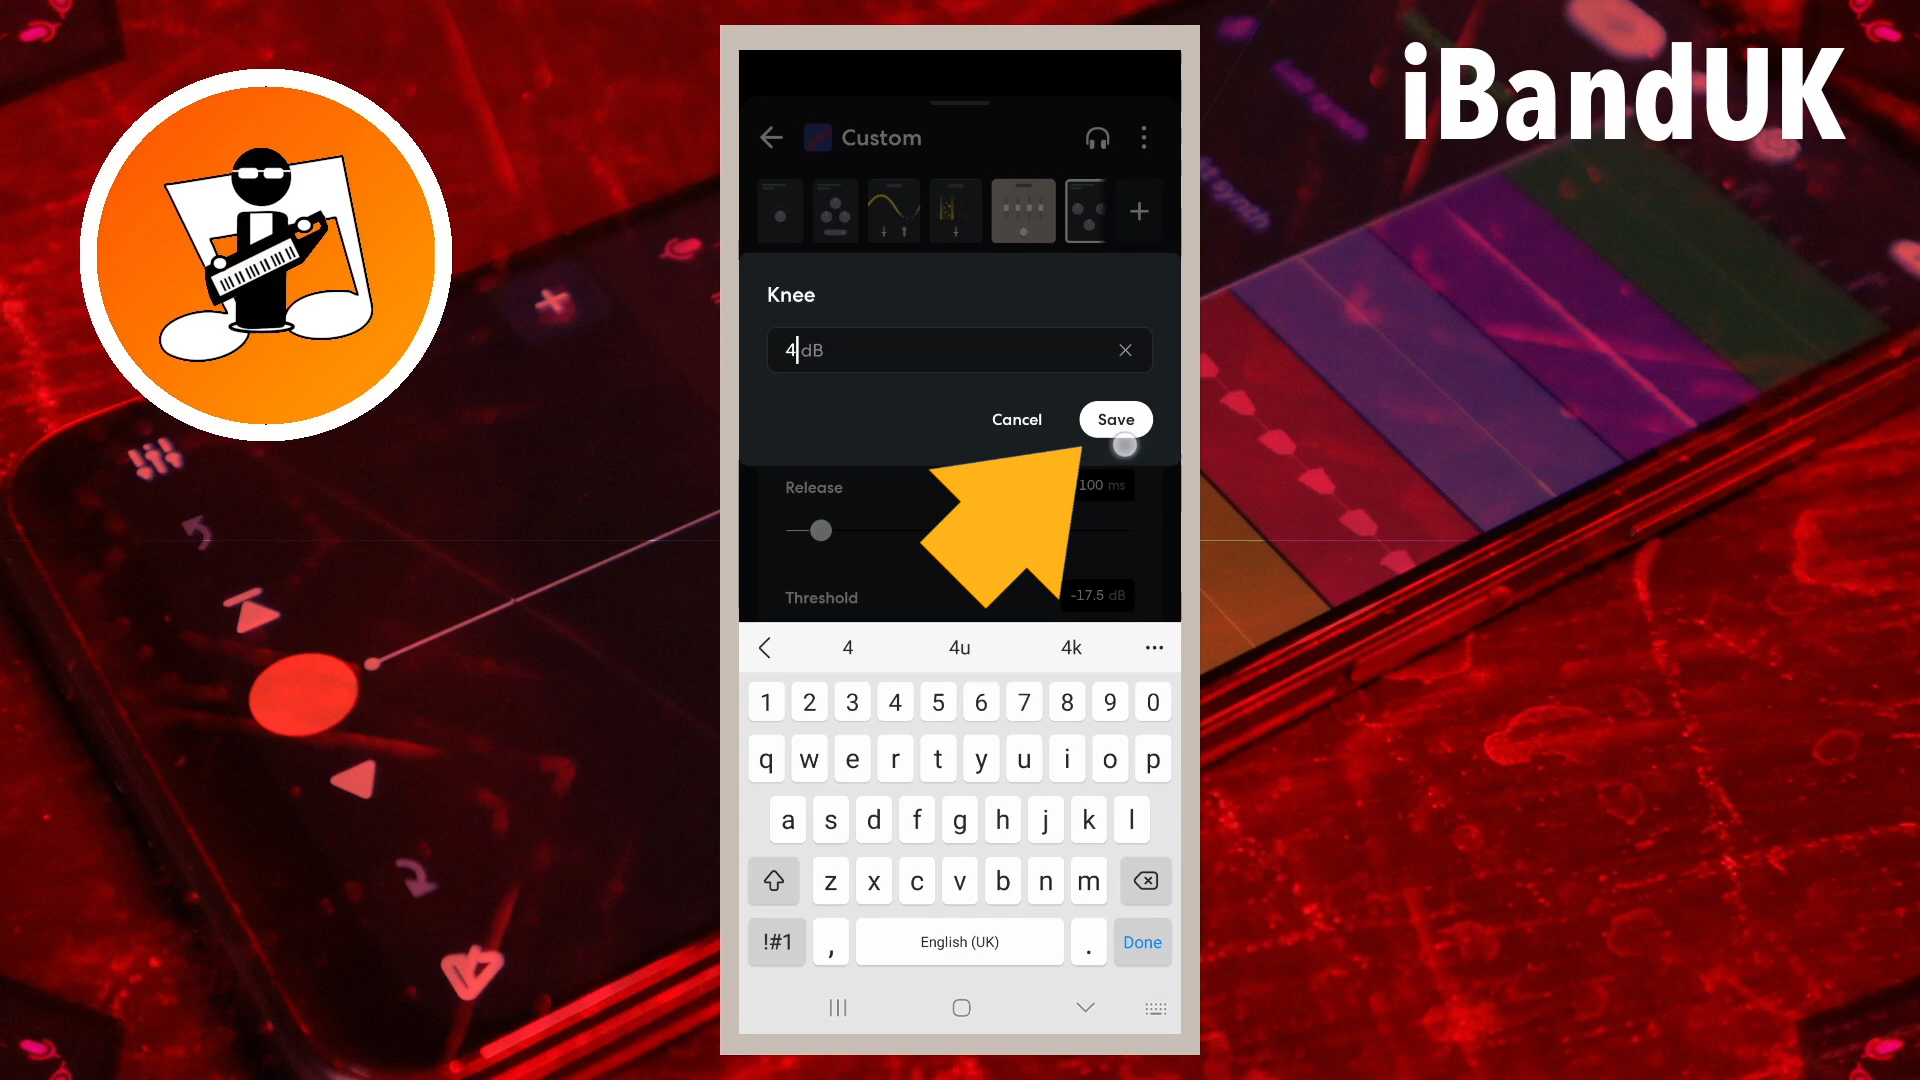 iBandUK
Custom
Knee
4 dB
Cancel
Save
Release
100 ms
Threshold
-17.5 dB
4 4u 4k
1 2 3 4 5 6 7 8 9 0
q w e r t y u i o p
a s d f g h j k l
z x c v b n m
!#1 , English (UK) . Done